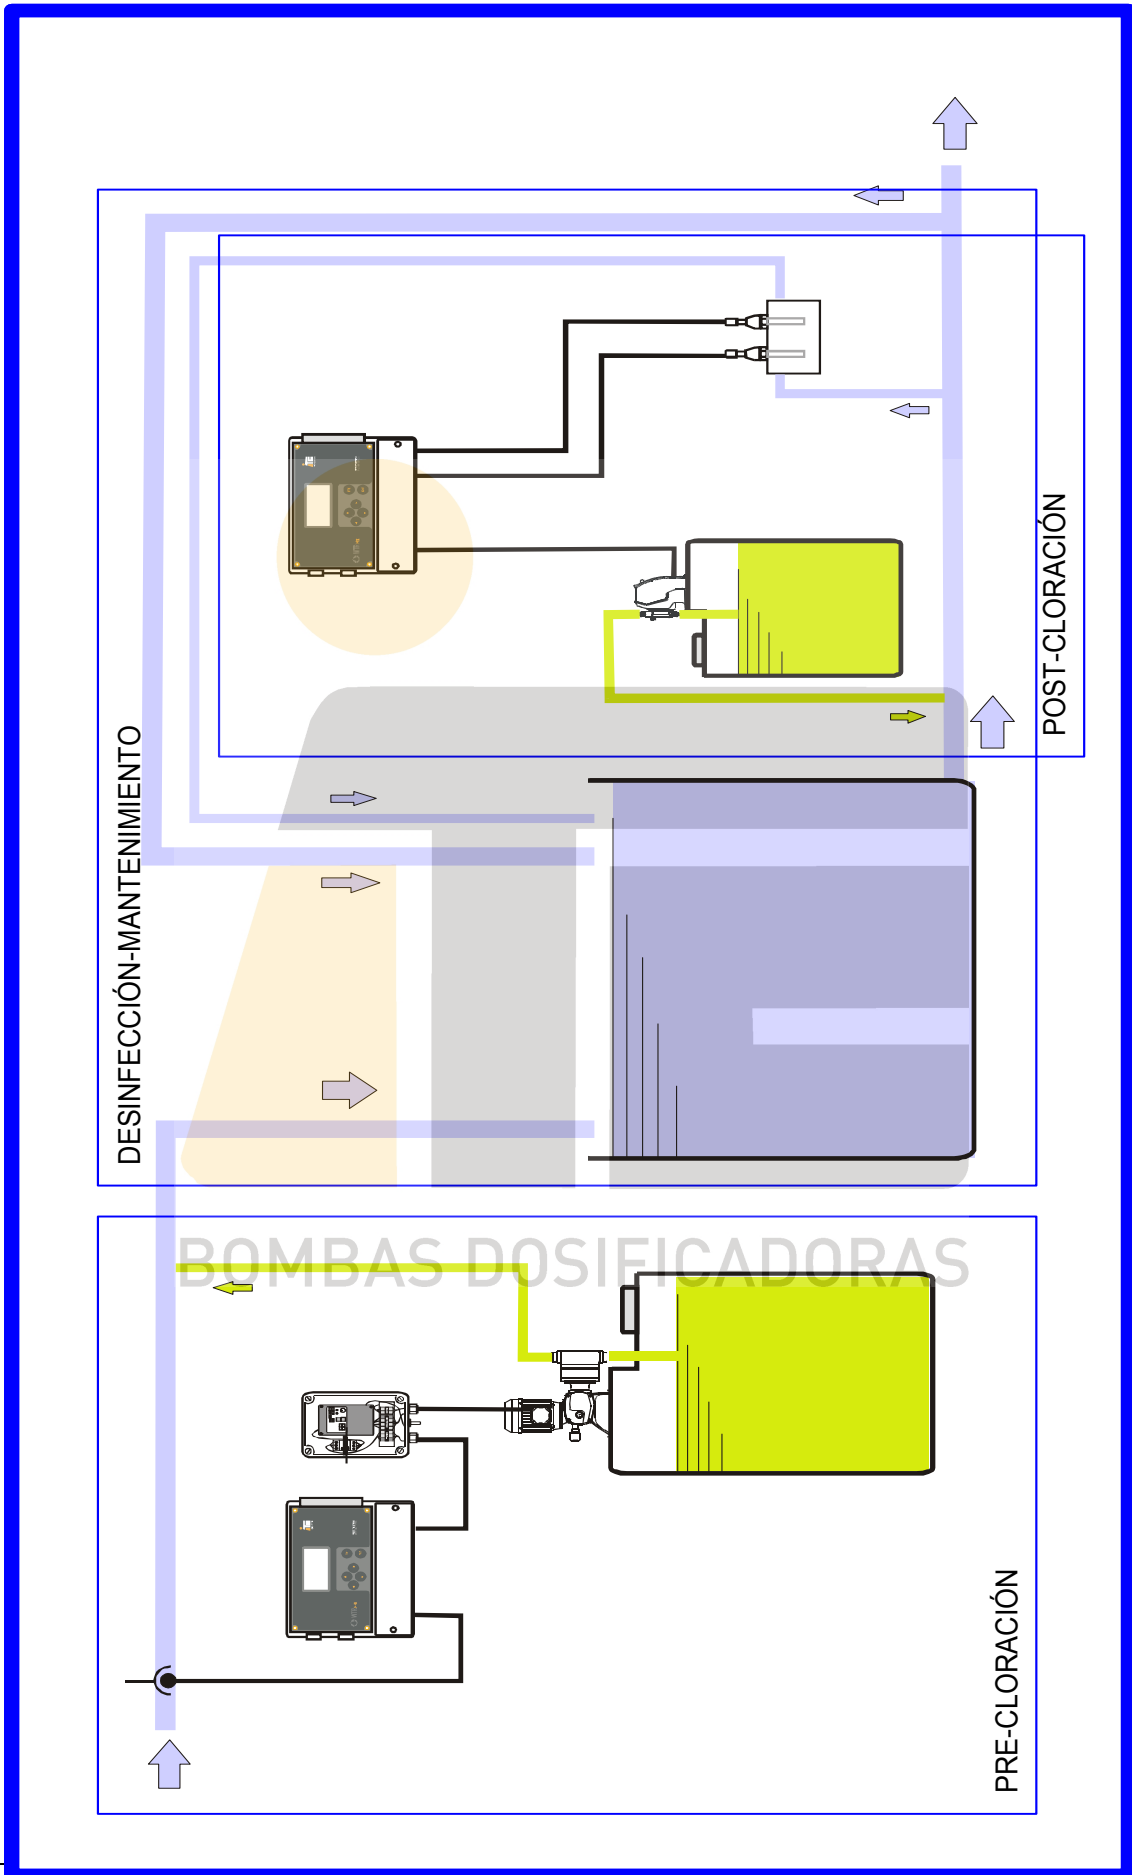 POST-CLORACIÓN
DESINFECCIÓN-MANTENIMIENTO
BOMBAS DOSIFICADORAS
PRE-CLORACIÓN